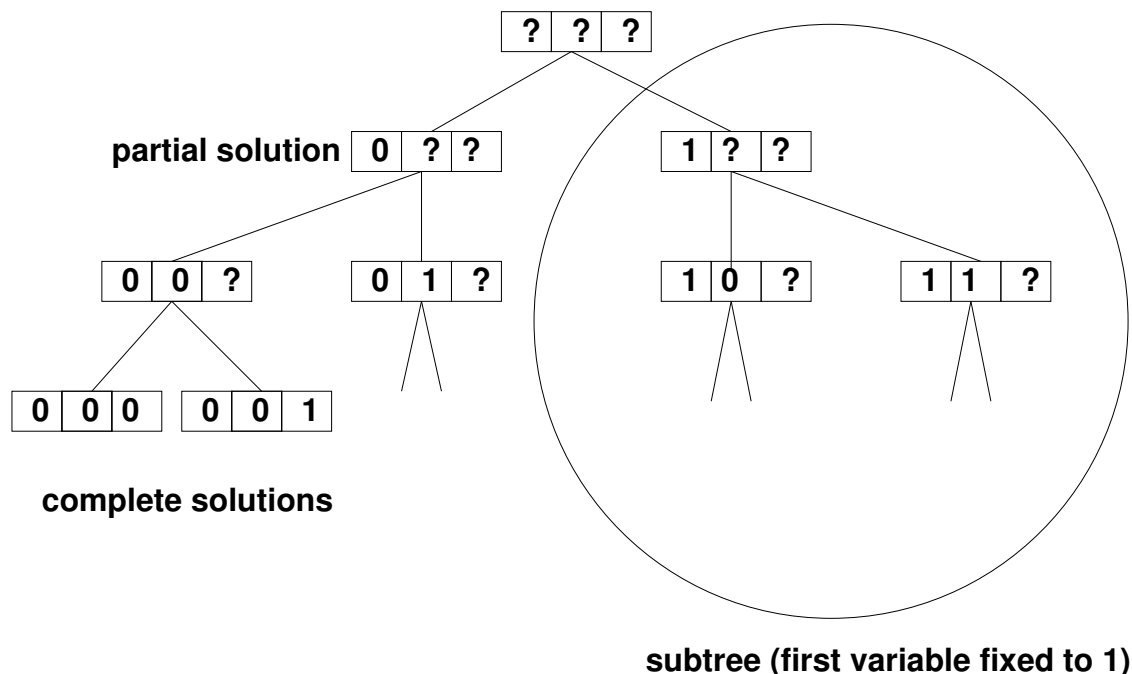 ? ? ?
partial solution 0 ? ? 1 ? ?
0 0 ? 0 1 ? 1 0 ? 1 1 ?
0 0 0 0 0 1
complete solutions
subtree (first variable fixed to 1)